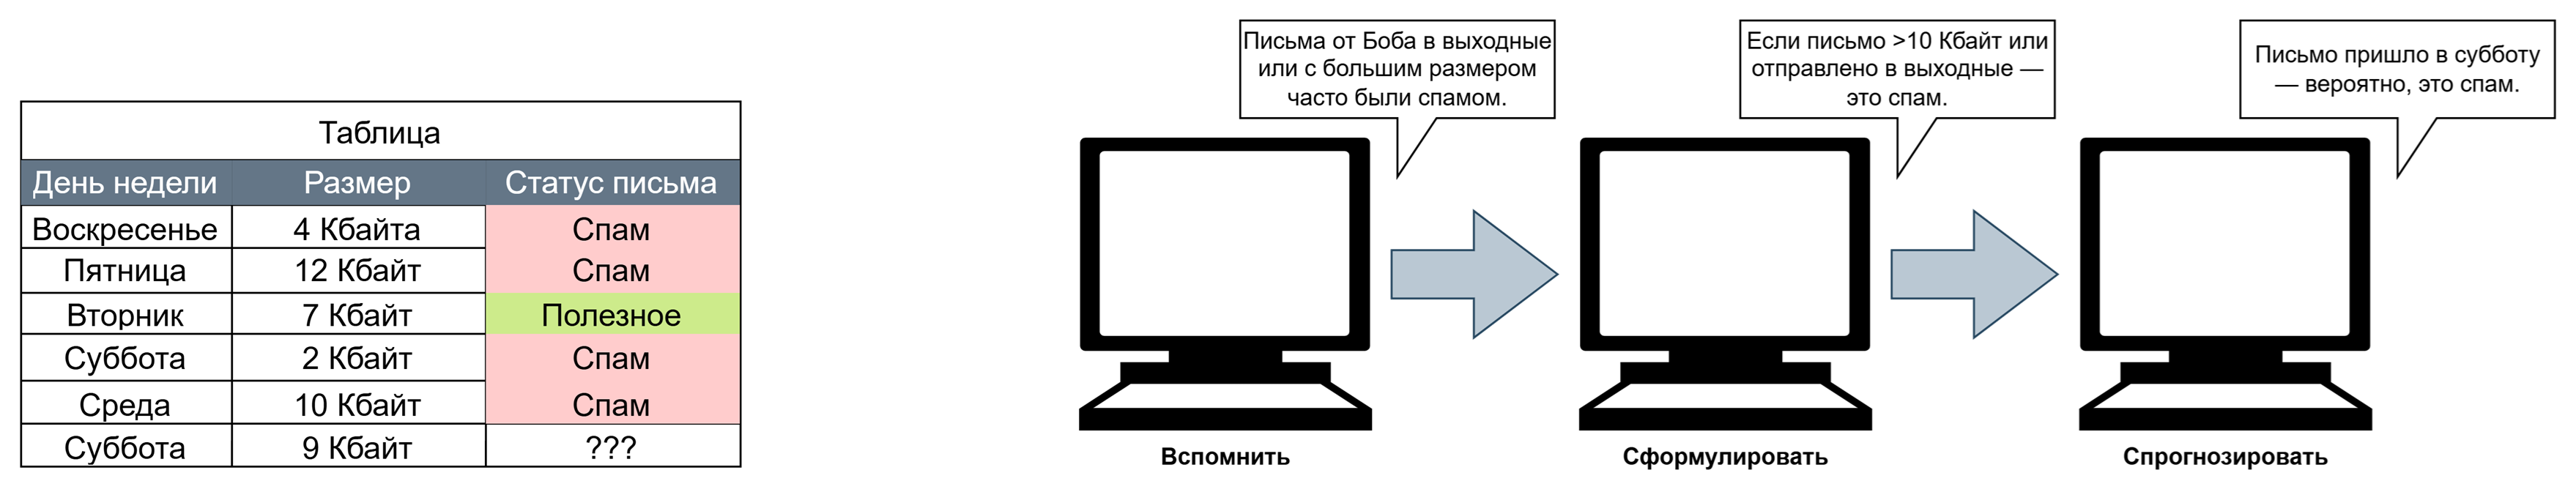 Таблица
День недели Размер Статус письма
Воскресенье 4 Кбайта Спам
Пятница 12 Кбайт Спам
Вторник 7 Кбайт Полезное
Суббота 2 Кбайт Спам
Среда 10 Кбайт Спам
Суббота 9 Кбайт ???
Письма от Боба в выходные
или с большим размером
часто были спамом.
Вспомнить
Если письмо >10 Кбайт или
отправлено в выходные —
это спам.
Сформулировать
Письмо пришло в субботу
— вероятно, это спам.
Спрогнозировать